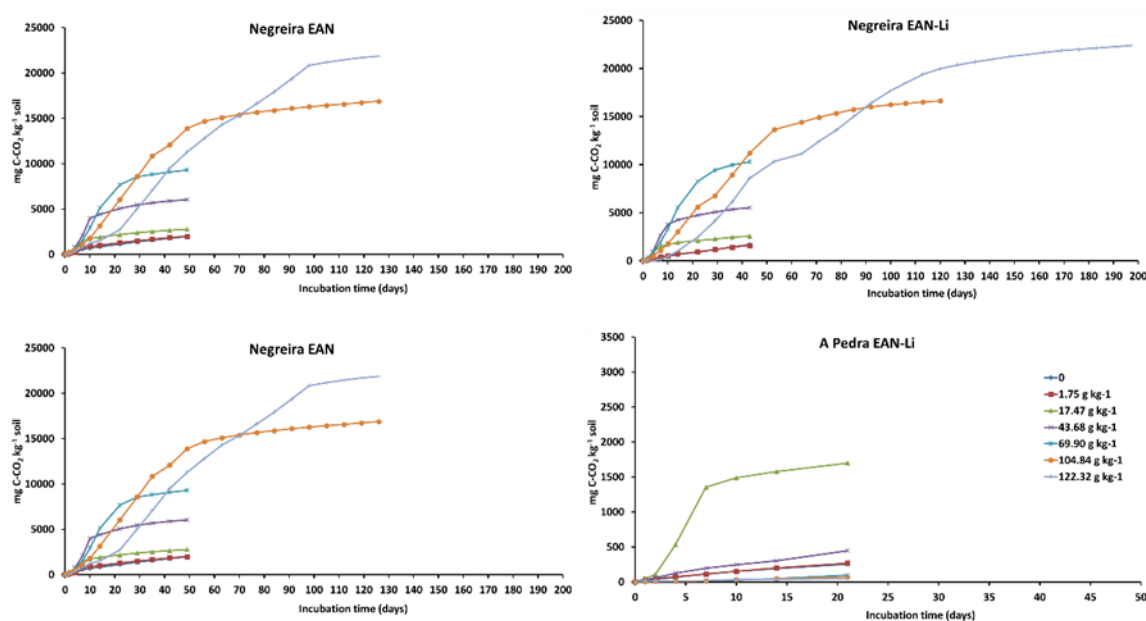 Negreira EAN
mg C-CO₂ kg⁻¹ soil
25000
20000
15000
10000
5000
0
0 10 20 30 40 50 60 70 80 90 100 110 120 130 140 150 160 170 180 190 200
Incubation time (days)
Negreira EAN-Li
mg C-CO₂ kg⁻¹ soil
25000
20000
15000
10000
5000
0
0 10 20 30 40 50 60 70 80 90 100 110 120 130 140 150 160 170 180 190 200
Incubation time (days)
Negreira EAN
mg C-CO₂ kg⁻¹ soil
25000
20000
15000
10000
5000
0
0 10 20 30 40 50 60 70 80 90 100 110 120 130 140 150 160 170 180 190 200
Incubation time (days)
A Pedra EAN-Li
mg C-CO₂ kg⁻¹ soil
3500
3000
2500
2000
1500
1000
500
0
0 5 10 15 20 25 30 35 40 45 50
Incubation time (days)
0
1.75 g kg-1
17.47 g kg-1
43.68 g kg-1
69.90 g kg-1
104.84 g kg-1
122.32 g kg-1